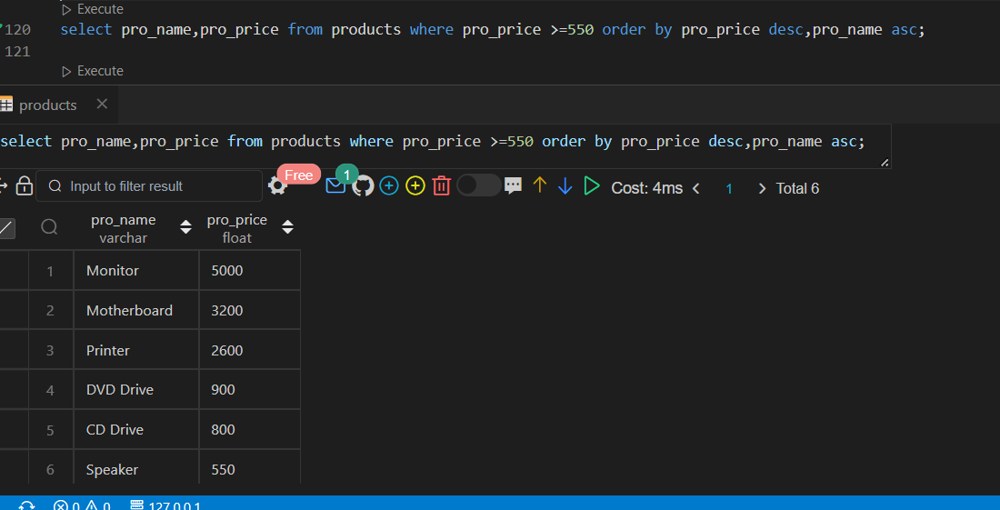 Execute
120 select pro_name,pro_price from products where pro_price >=550 order by pro_price desc,pro_name asc;
121
Execute
products
select pro_name,pro_price from products where pro_price >=550 order by pro_price desc,pro_name asc;
Input to filter result Free 1 Cost: 4ms 1 Total 6
pro_name pro_price
varchar float
1 Monitor 5000
2 Motherboard 3200
3 Printer 2600
4 DVD Drive 900
5 CD Drive 800
6 Speaker 550
0 0 127.0.0.1